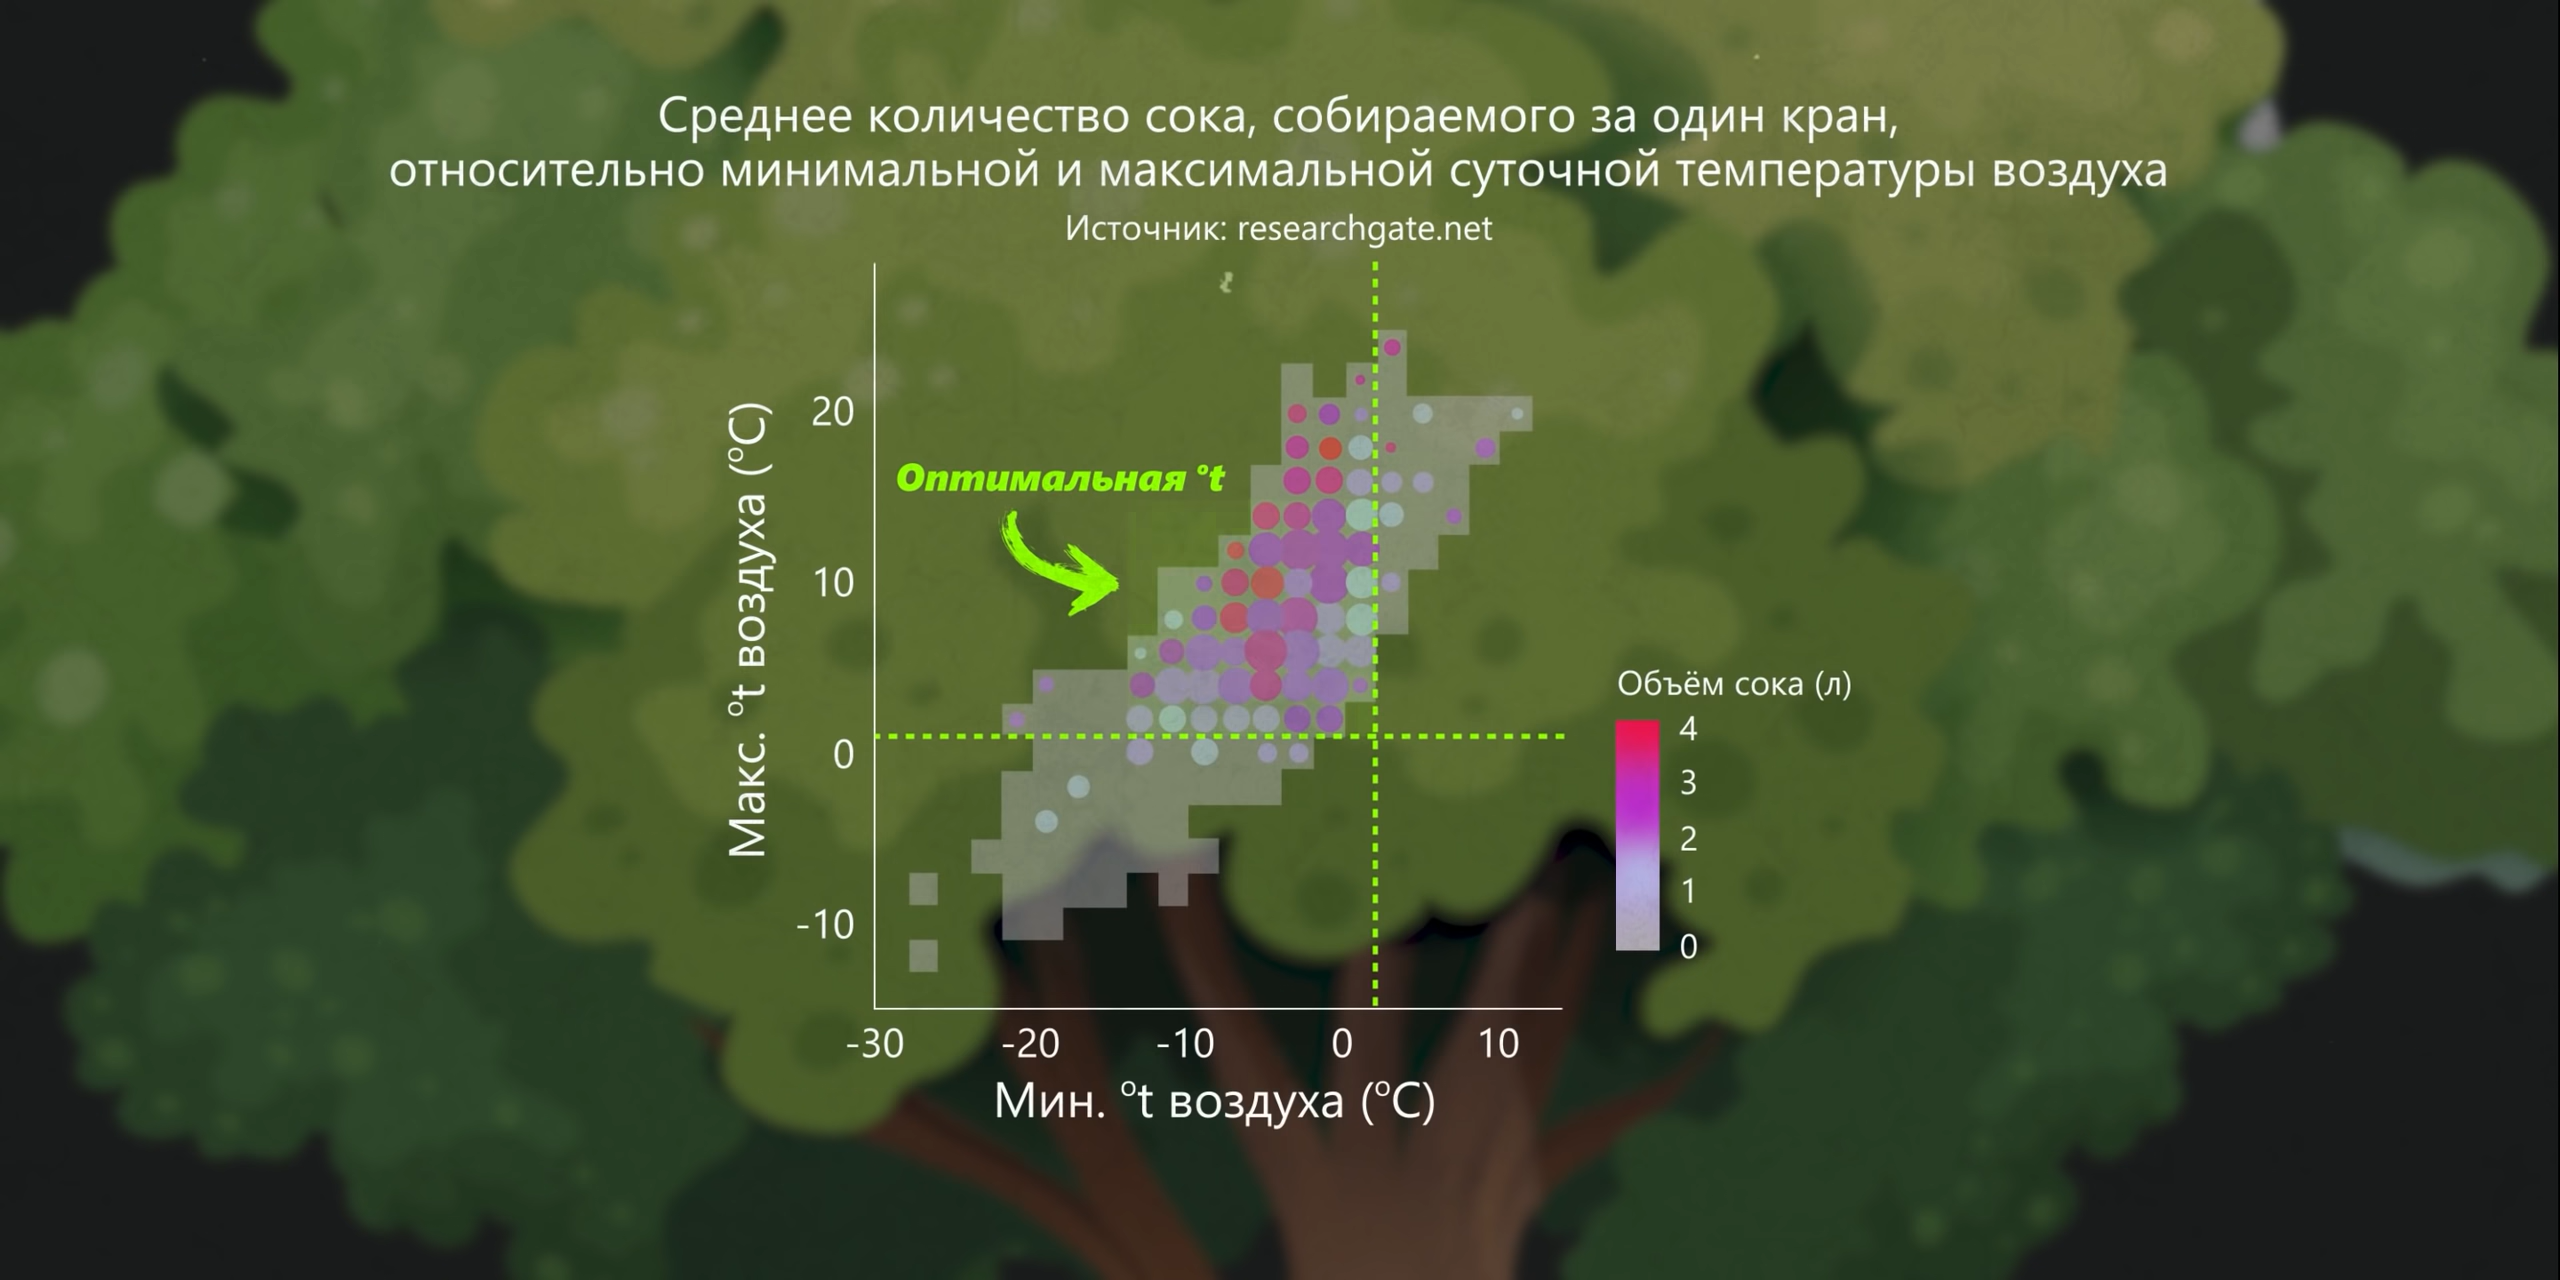 Среднее количество сока, собираемого за один кран,
относительно минимальной и максимальной суточной температуры воздуха
Источник: researchgate.net
Макс. °t воздуха (°C)
20
10
0
-10
Оптимальная °t
-30 -20 -10 0 10
Мин. °t воздуха (°C)
Объём сока (л)
4
3
2
1
0